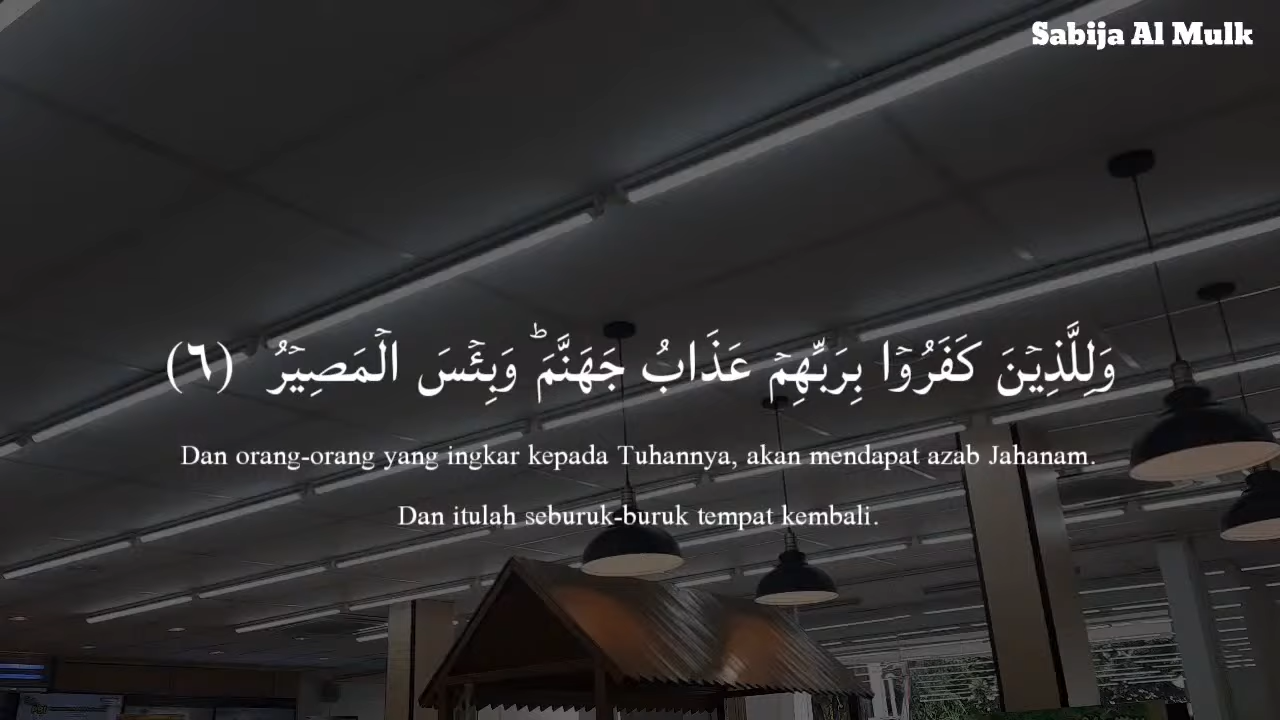 Sabija Al Mulk
وَلِلَّذِيْنَ كَفَرُوْا بِرَبِّهِمْ عَذَابُ جَهَنَّمَۗ وَبِئْسَ الْمَصِيْرُ (٦)
Dan orang-orang yang ingkar kepada Tuhannya, akan mendapat azab Jahanam.
Dan itulah seburuk-buruk tempat kembali.